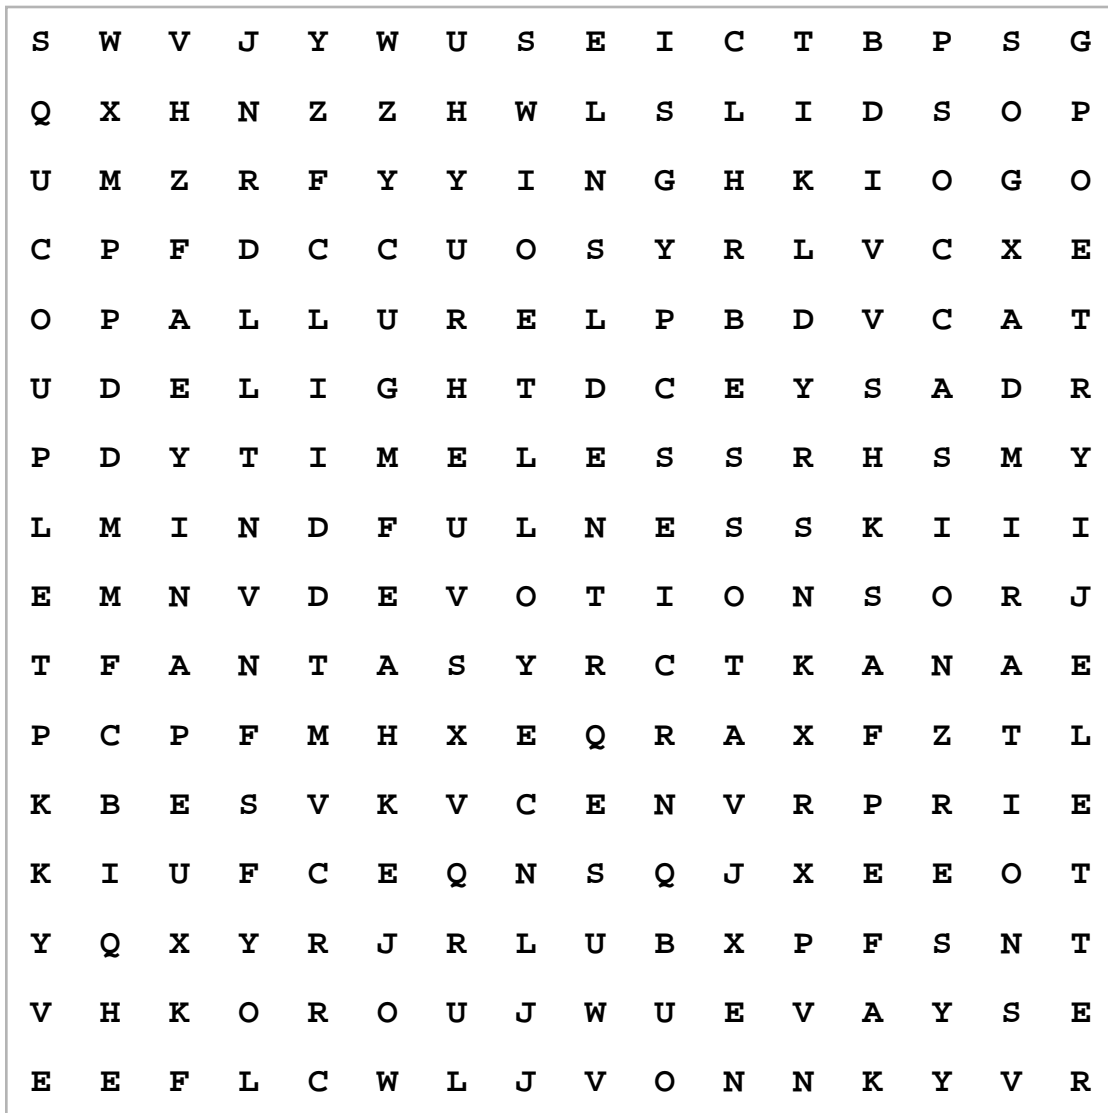 S W V J Y W U S E I C T B P S G
Q X H N Z Z H W L S L I D S O P
U M Z R F Y Y I N G H K I O G O
C P F D C C U O S Y R L V C X E
O P A L L U R E L P B D V C A T
U D E L I G H T D C E Y S A D R
P D Y T I M E L E S S R H S M Y
L M I N D F U L N E S S K I I I
E M N V D E V O T I O N S O R J
T F A N T A S Y R C T K A N A E
P C P F M H X E Q R A X F Z T L
K B E S V K V C E N V R P R I E
K I U F C E Q N S Q J X E E O T
Y Q X Y R J R L U B X P F S N T
V H K O R O U J W U E V A Y S E
E E F L C W L J V O N N K Y V R